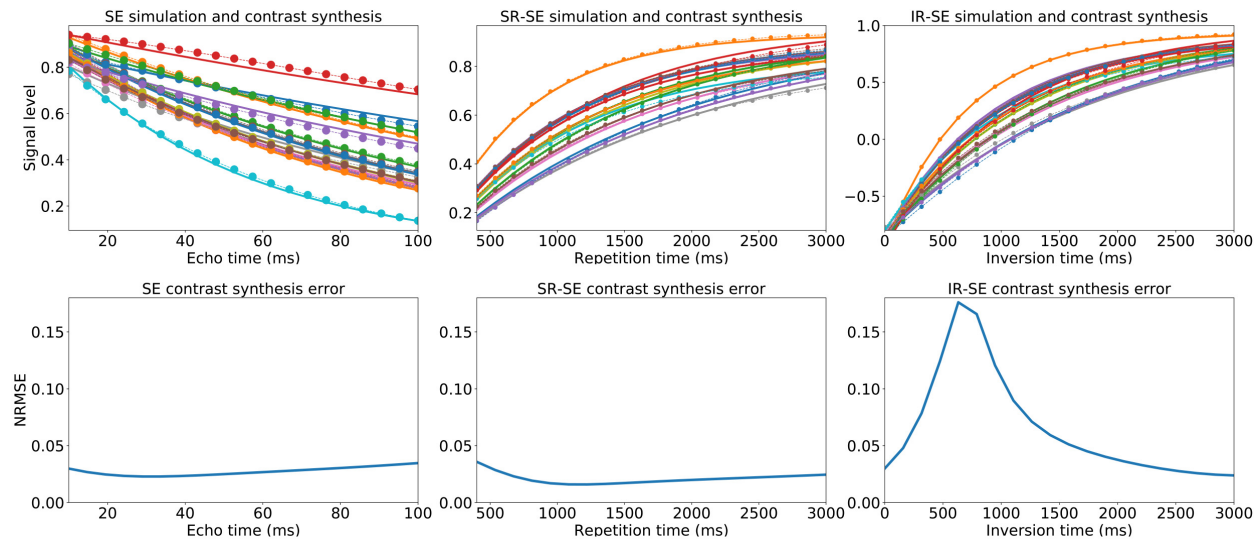 SE simulation and contrast synthesis
Signal level
0.8
0.6
0.4
0.2
20 40 60 80 100
Echo time (ms)
SR-SE simulation and contrast synthesis
0.8
0.6
0.4
0.2
500 1000 1500 2000 2500 3000
Repetition time (ms)
IR-SE simulation and contrast synthesis
1.0
0.5
0.0
−0.5
0 500 1000 1500 2000 2500 3000
Inversion time (ms)
SE contrast synthesis error
NRMSE
0.15
0.10
0.05
0.00
20 40 60 80 100
Echo time (ms)
SR-SE contrast synthesis error
0.15
0.10
0.05
0.00
500 1000 1500 2000 2500 3000
Repetition time (ms)
IR-SE contrast synthesis error
0.15
0.10
0.05
0.00
0 500 1000 1500 2000 2500 3000
Inversion time (ms)